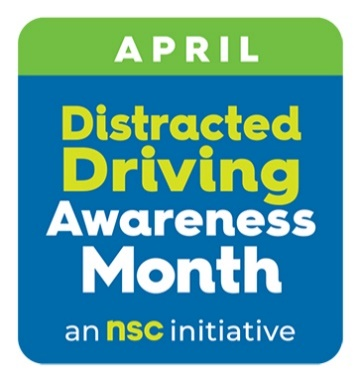 APRIL
Distracted
Driving
Awareness
Month
an nsc initiative